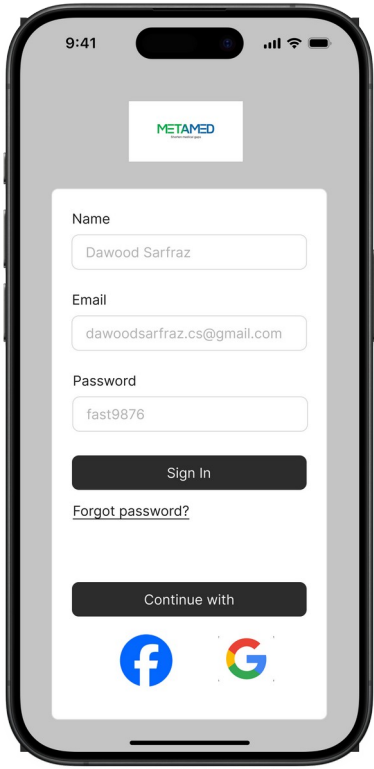 9:41
METAMED
Name
Dawood Sarfraz
Email
dawoodsarfraz.cs@gmail.com
Password
fast9876
Sign In
Forgot password?
Continue with